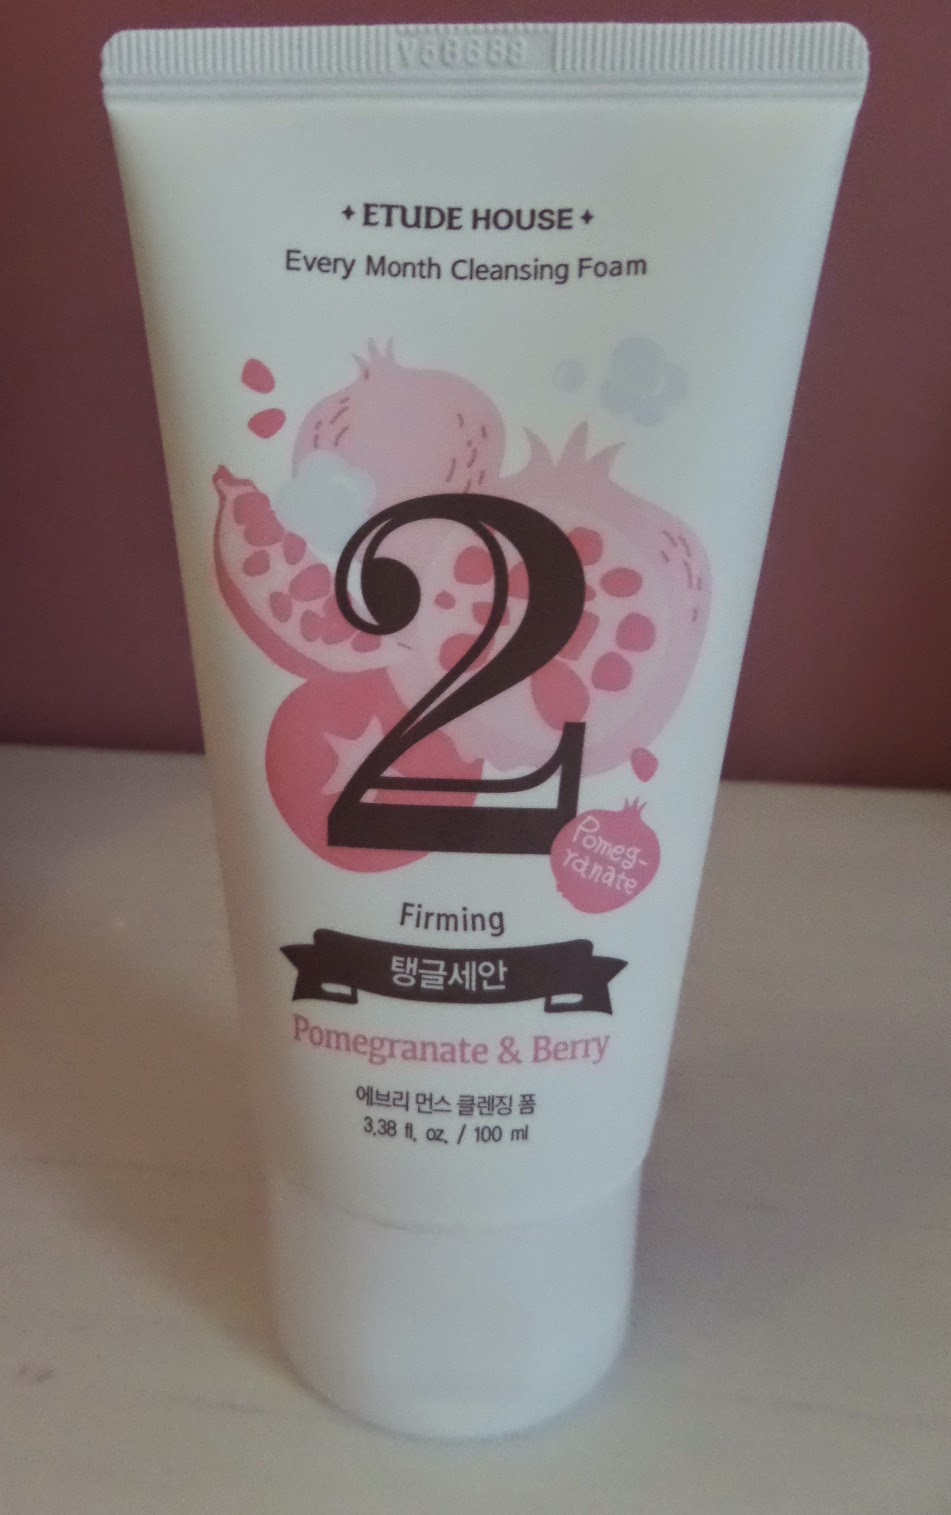 ETUDE HOUSE
Every Month Cleansing Foam
2
Pomeg-
ranate
Firming
탱글세안
Pomegranate & Berry
에브리 먼스 클렌징 폼
3.38 fl. oz. / 100 ml